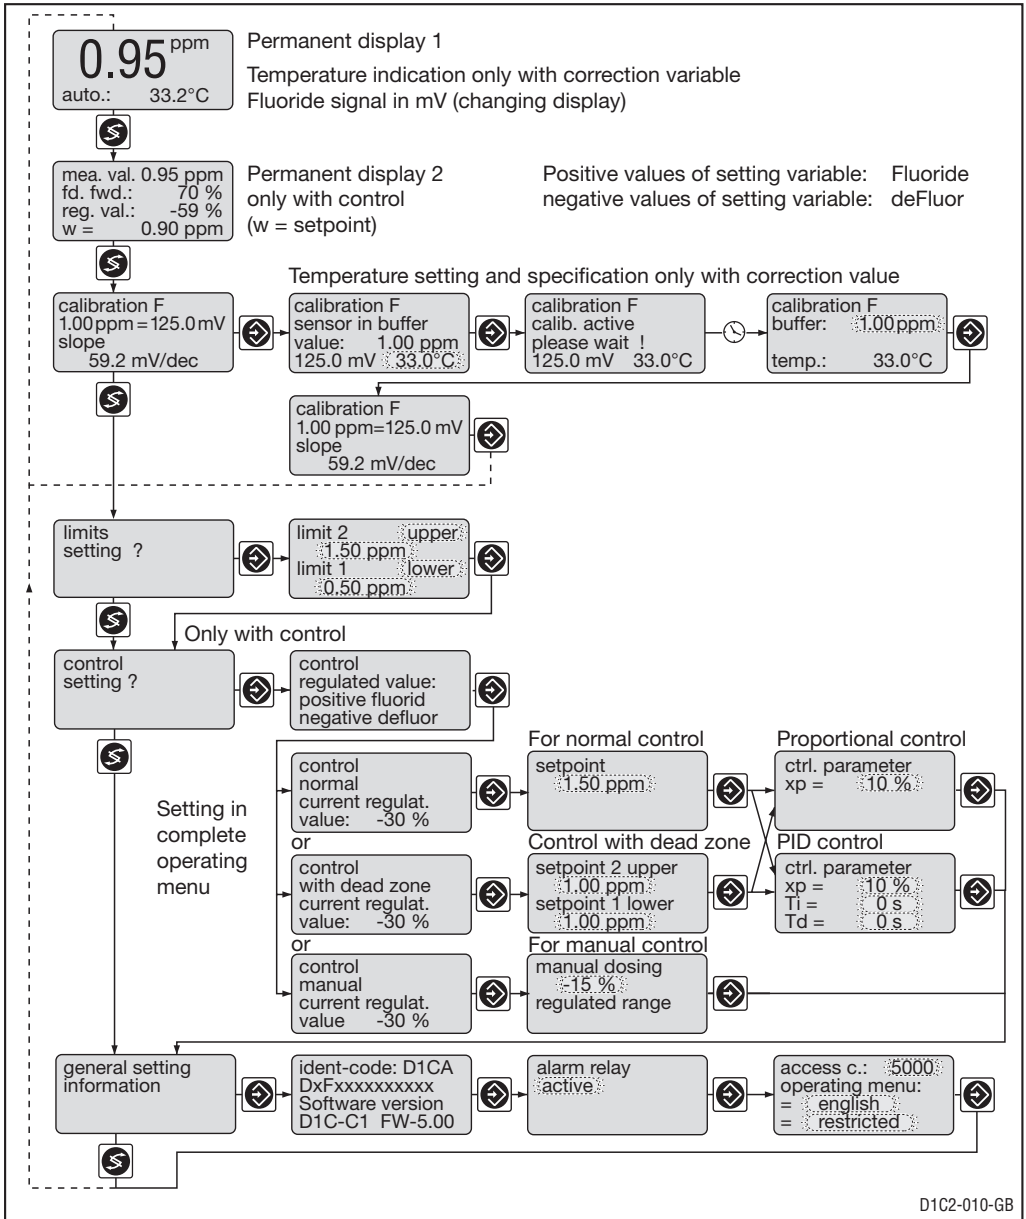 0.95 ppm
auto.: 33.2°C
Permanent display 1
Temperature indication only with correction variable
Fluoride signal in mV (changing display)
mea. val. 0.95 ppm
fd. fwd.: 70 %
reg. val.: -59 %
w = 0.90 ppm
Permanent display 2
only with control
(w = setpoint)
Positive values of setting variable: Fluoride
negative values of setting variable: deFluor
Temperature setting and specification only with correction value
calibration F
1.00 ppm = 125.0 mV
slope
59.2 mV/dec
calibration F
sensor in buffer
value: 1.00 ppm
125.0 mV 33.0°C
calibration F
calib. active
please wait !
125.0 mV 33.0°C
calibration F
buffer: 1.00 ppm
temp.: 33.0°C
calibration F
1.00 ppm=125.0 mV
slope
59.2 mV/dec
limits
setting ?
limit 2 upper
1.50 ppm
limit 1 lower
0.50 ppm
Only with control
control
setting ?
control
regulated value:
positive fluorid
negative defluor
Setting in
complete
operating
menu
control
normal
current regulat.
value: -30 %
For normal control
setpoint
1.50 ppm
Proportional control
ctrl. parameter
xp = 10 %
or
control
with dead zone
current regulat.
value: -30 %
Control with dead zone
setpoint 2 upper
1.00 ppm
setpoint 1 lower
1.00 ppm
PID control
ctrl. parameter
xp = 10 %
Ti = 0 s
Td = 0 s
or
control
manual
current regulat.
value -30 %
For manual control
manual dosing
-15 %
regulated range
general setting
information
ident-code: D1CA
DxFxxxxxxxxxx
Software version
D1C-C1 FW-5.00
alarm relay
active
access c.: 5000
operating menu:
= english
= restricted
D1C2-010-GB